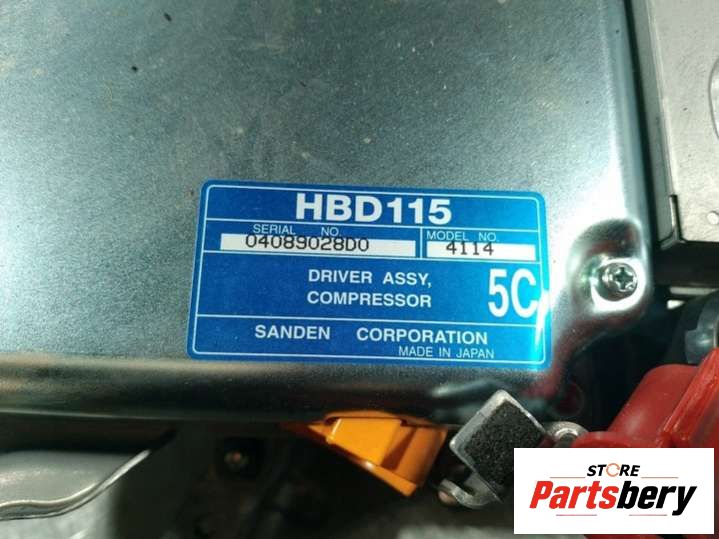 HBD115
SERIAL NO.
04089028D0
MODEL NO.
4114
DRIVER ASSY,
COMPRESSOR
5C
SANDEN CORPORATION
MADE IN JAPAN
STORE
Partsbery